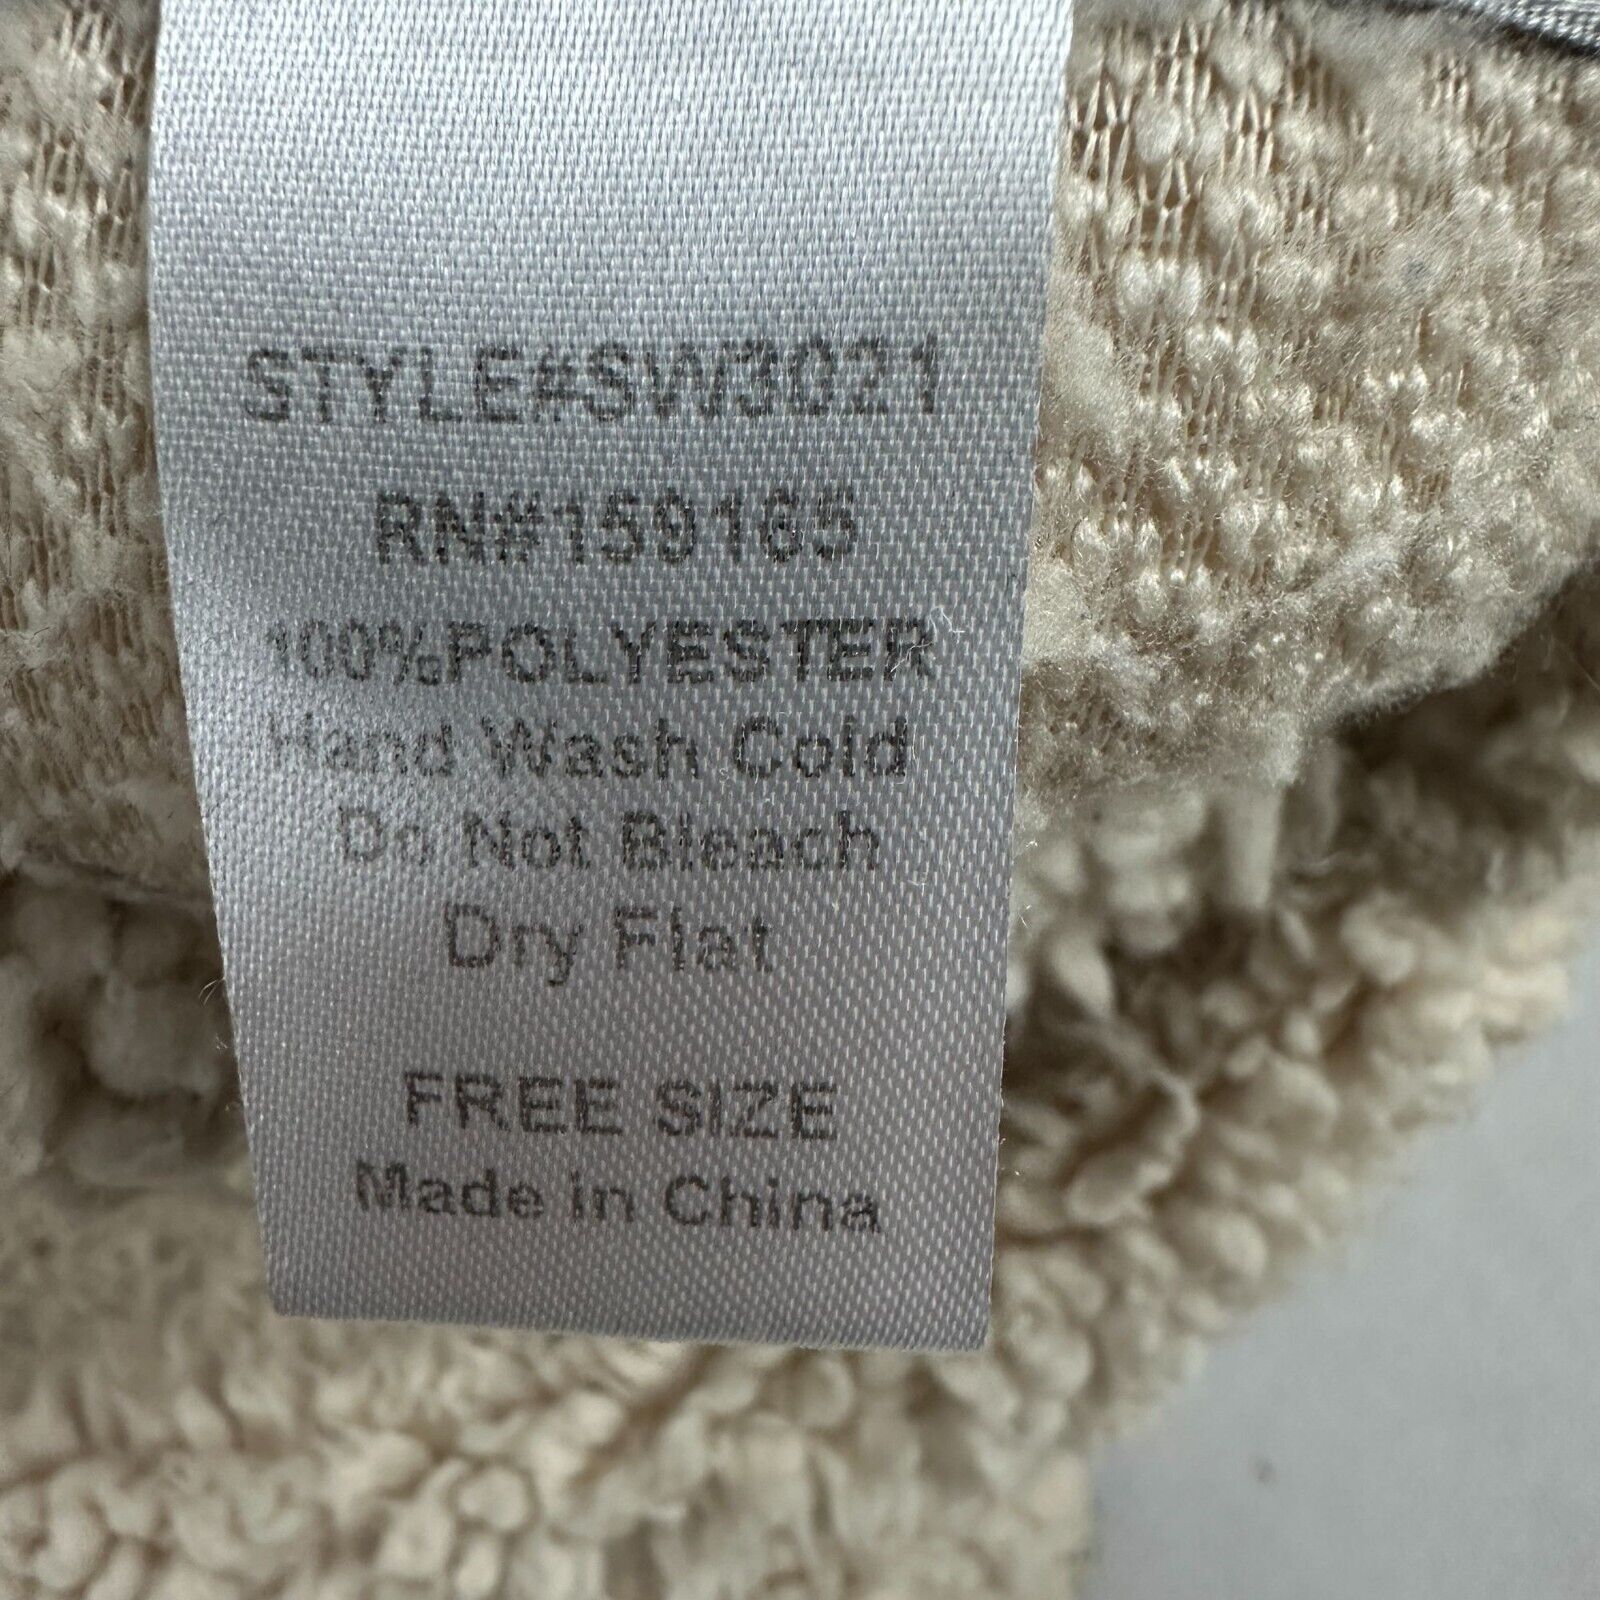 STYLE#SW3021
RN#159165
100%POLYESTER
Hand Wash Cold
Do Not Bleach
Dry Flat
FREE SIZE
Made in China